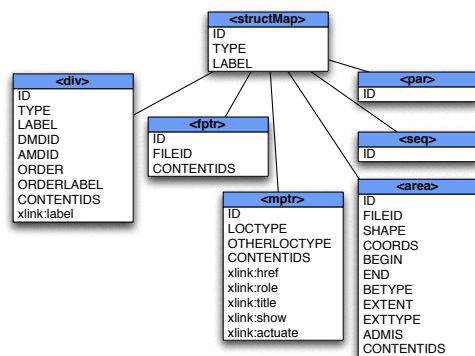 <structMap>
ID
TYPE
LABEL
<div>
ID
TYPE
LABEL
DMDID
AMDID
ORDER
ORDERLABEL
CONTENTIDS
xlink:label
<fptr>
ID
FILEID
CONTENTIDS
<mptr>
ID
LOCTYPE
OTHERLOCTYPE
CONTENTIDS
xlink:href
xlink:role
xlink:title
xlink:show
xlink:actuate
<par>
ID
<seq>
ID
<area>
ID
FILEID
SHAPE
COORDS
BEGIN
END
BETYPE
EXTENT
EXTTYPE
ADMIS
CONTENTIDS